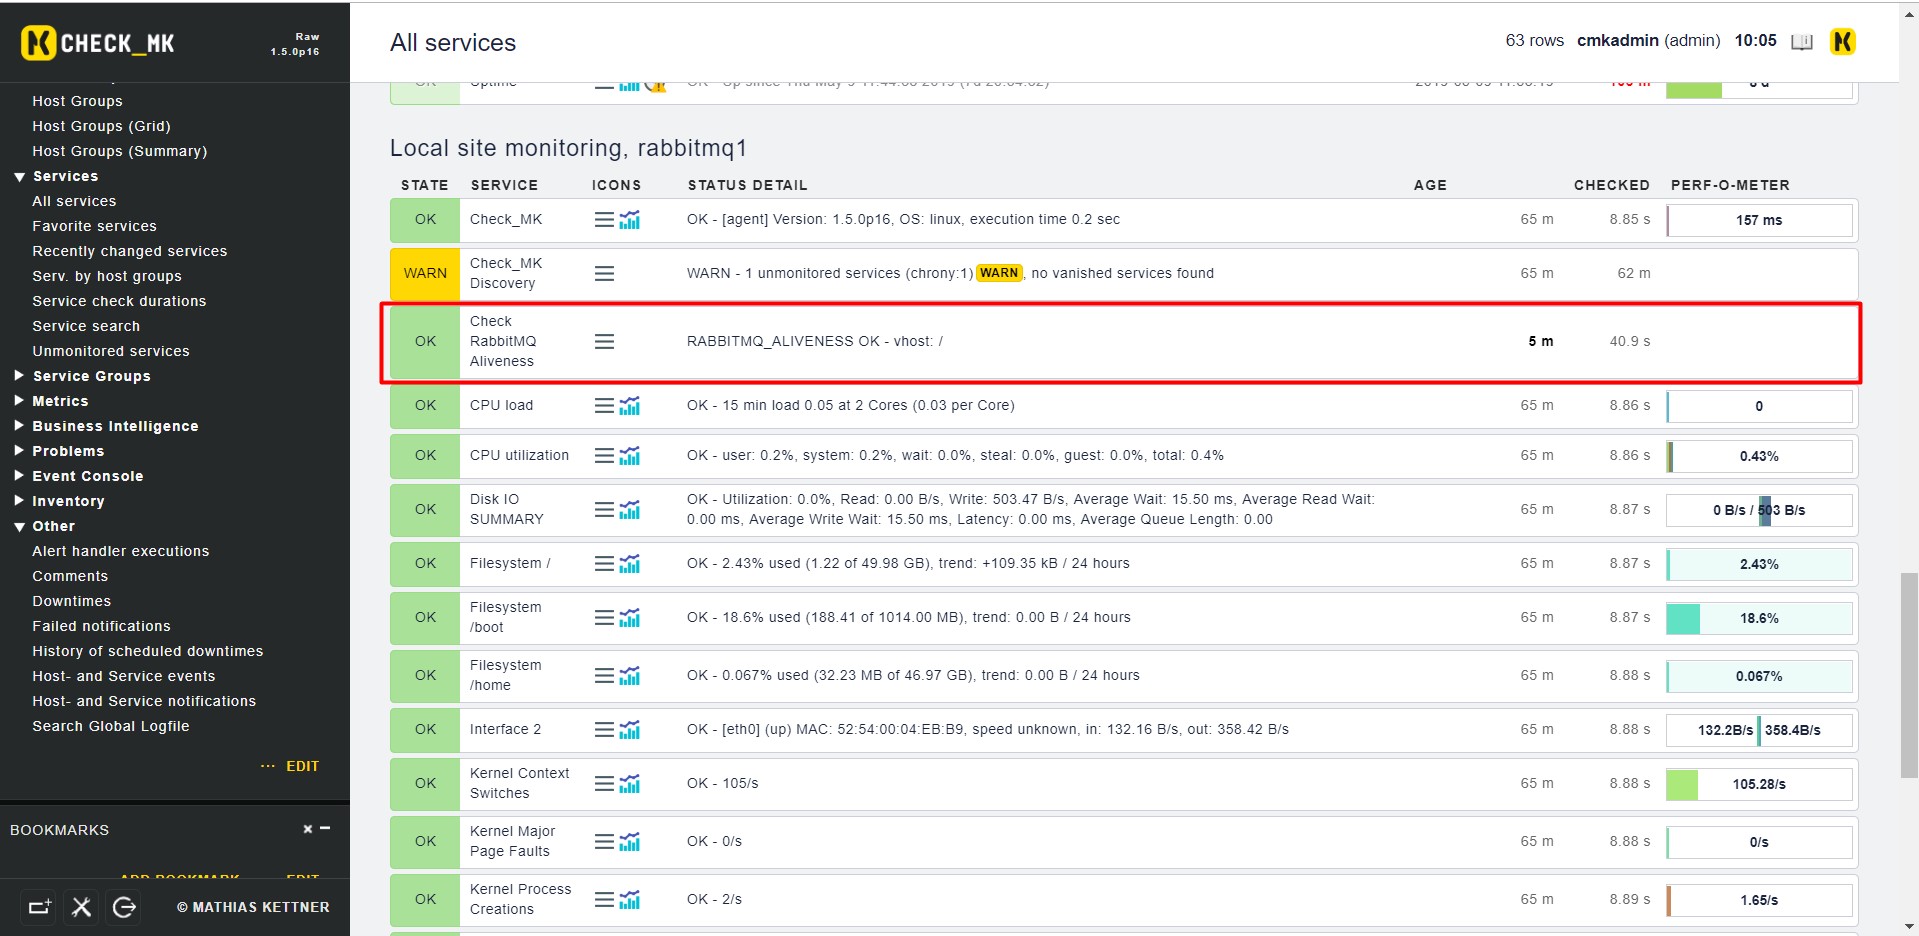 CHECK_MK
Raw
1.5.0p16
Host Groups
Host Groups (Grid)
Host Groups (Summary)
Services
All services
Favorite services
Recently changed services
Serv. by host groups
Service check durations
Service search
Unmonitored services
Service Groups
Metrics
Business Intelligence
Problems
Event Console
Inventory
Other
Alert handler executions
Comments
Downtimes
Failed notifications
History of scheduled downtimes
Host- and Service events
Host- and Service notifications
Search Global Logfile
··· EDIT
BOOKMARKS
ADD BOOKMARK EDIT
© MATHIAS KETTNER
All services
63 rows cmkadmin (admin) 10:05
OK Uptime
Local site monitoring, rabbitmq1
STATE SERVICE ICONS STATUS DETAIL AGE CHECKED PERF-O-METER
OK Check_MK OK - [agent] Version: 1.5.0p16, OS: linux, execution time 0.2 sec 65 m 8.85 s 157 ms
WARN Check_MK
Discovery WARN - 1 unmonitored services (chrony:1) WARN, no vanished services found 65 m 62 m
OK Check
RabbitMQ
Aliveness RABBITMQ_ALIVENESS OK - vhost: / 5 m 40.9 s
OK CPU load OK - 15 min load 0.05 at 2 Cores (0.03 per Core) 65 m 8.86 s 0
OK CPU utilization OK - user: 0.2%, system: 0.2%, wait: 0.0%, steal: 0.0%, guest: 0.0%, total: 0.4% 65 m 8.86 s 0.43%
OK Disk IO
SUMMARY OK - Utilization: 0.0%, Read: 0.00 B/s, Write: 503.47 B/s, Average Wait: 15.50 ms, Average Read Wait:
0.00 ms, Average Write Wait: 15.50 ms, Latency: 0.00 ms, Average Queue Length: 0.00 65 m 8.87 s 0 B/s / 503 B/s
OK Filesystem / OK - 2.43% used (1.22 of 49.98 GB), trend: +109.35 kB / 24 hours 65 m 8.87 s 2.43%
OK Filesystem
/boot OK - 18.6% used (188.41 of 1014.00 MB), trend: 0.00 B / 24 hours 65 m 8.87 s 18.6%
OK Filesystem
/home OK - 0.067% used (32.23 MB of 46.97 GB), trend: 0.00 B / 24 hours 65 m 8.88 s 0.067%
OK Interface 2 OK - [eth0] (up) MAC: 52:54:00:04:EB:B9, speed unknown, in: 132.16 B/s, out: 358.42 B/s 65 m 8.88 s 132.2B/s 358.4B/s
OK Kernel Context
Switches OK - 105/s 65 m 8.88 s 105.28/s
OK Kernel Major
Page Faults OK - 0/s 65 m 8.88 s 0/s
OK Kernel Process
Creations OK - 2/s 65 m 8.89 s 1.65/s